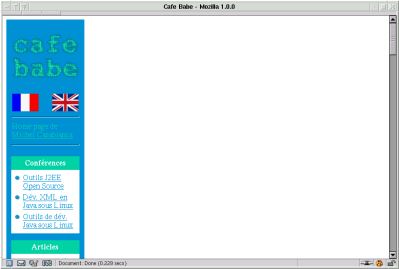 Cafe Babe - Mozilla 1.0.0
cafe
babe
Home page de
Michel Casabianca
Conférences
Outils J2EE
Open Source
Dév. XML en
Java sous Linux
Outils de dév.
Java sous Linux
Articles
Document: Done (0.229 secs)